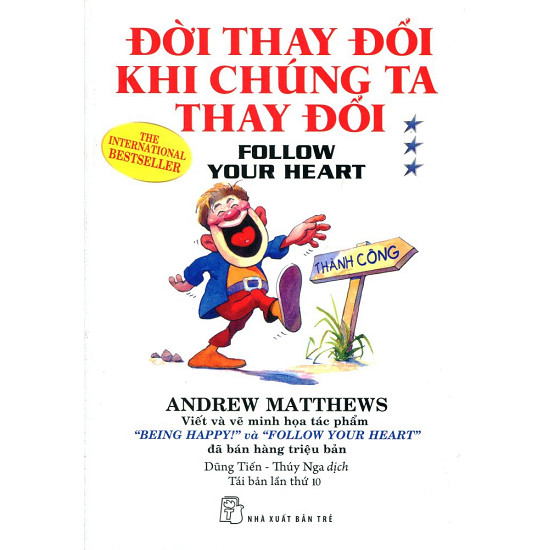 ĐỜI THAY ĐỔI
KHI CHÚNG TA
THAY ĐỔI
THE
INTERNATIONAL
BESTSELLER
FOLLOW
YOUR HEART
THÀNH CÔNG
ANDREW MATTHEWS
Viết và vẽ minh họa tác phẩm
“BEING HAPPY!” và “FOLLOW YOUR HEART”
đã bán hàng triệu bản
Dũng Tiến - Thúy Nga dịch
Tái bản lần thứ 10
NHÀ XUẤT BẢN TRẺ